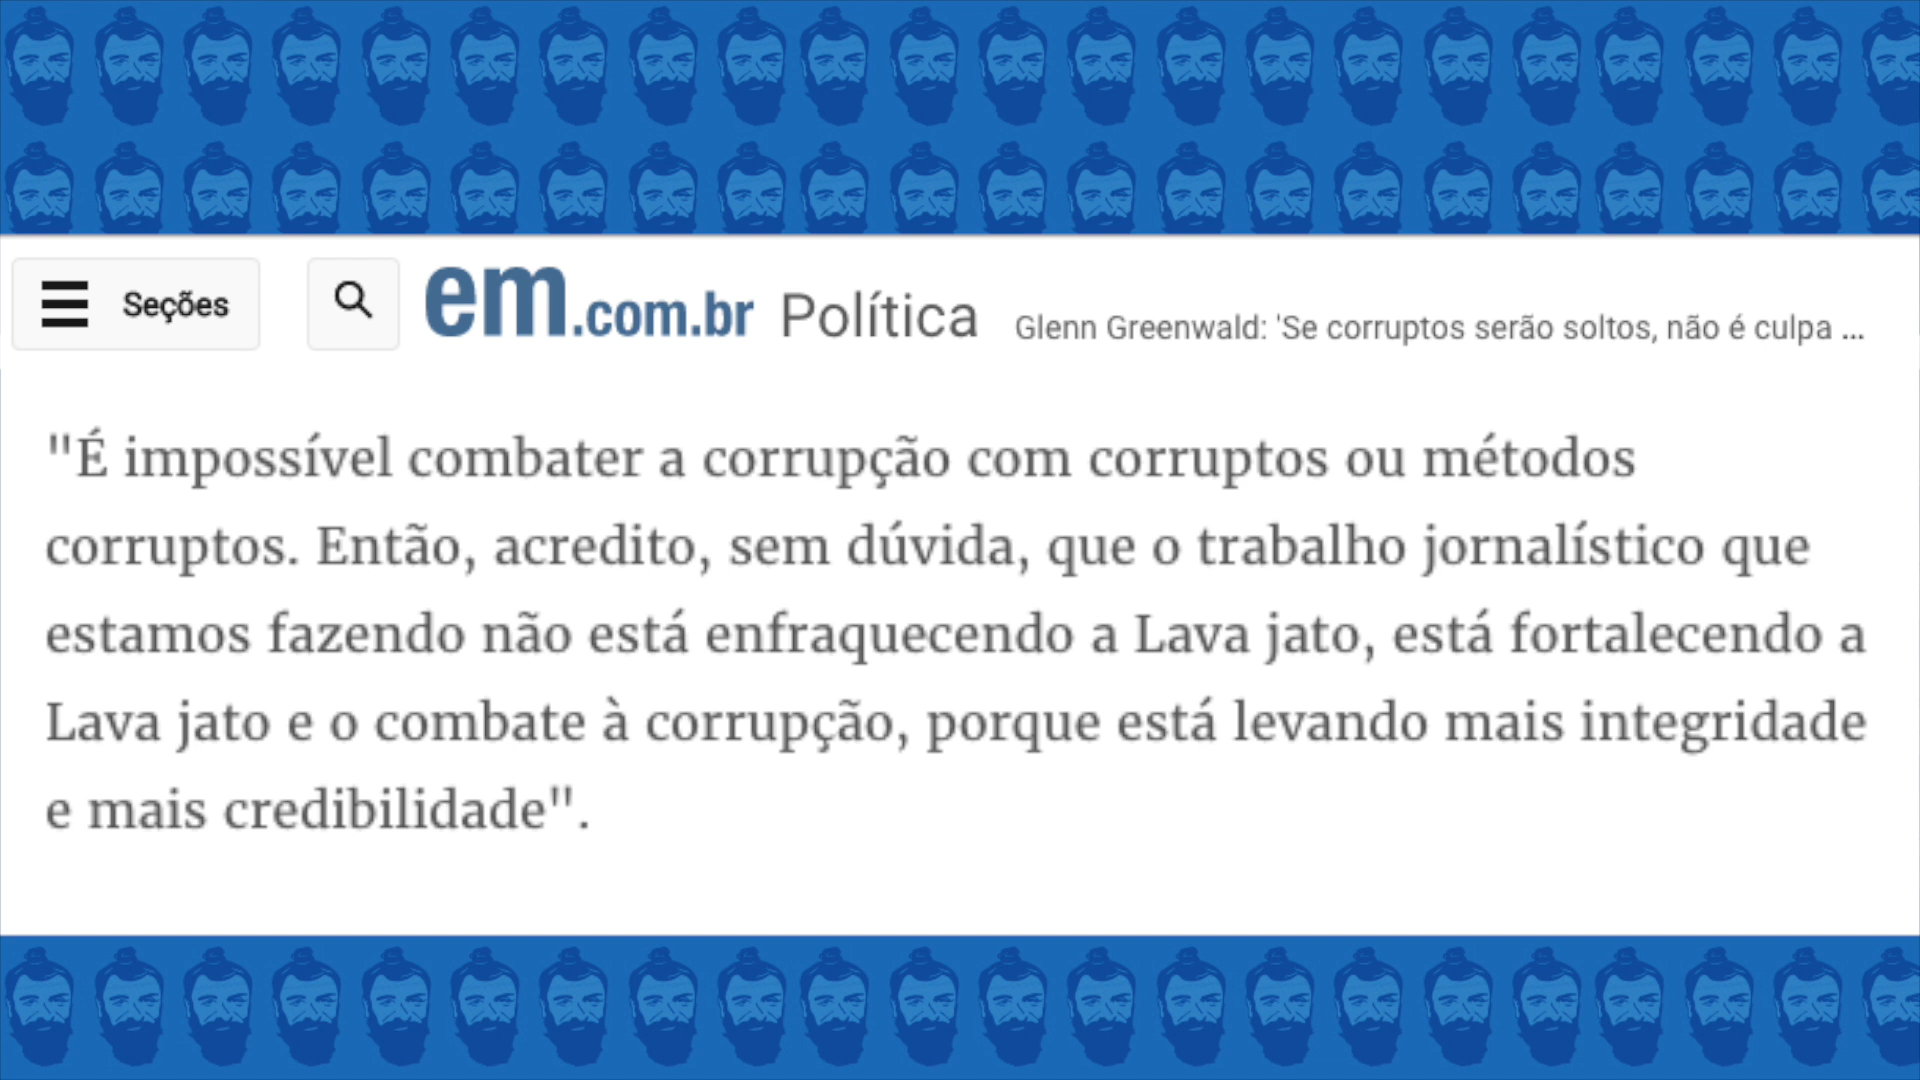 Seções em.com.br Política Glenn Greenwald: 'Se corruptos serão soltos, não é culpa ...
"É impossível combater a corrupção com corruptos ou métodos
corruptos. Então, acredito, sem dúvida, que o trabalho jornalístico que
estamos fazendo não está enfraquecendo a Lava jato, está fortalecendo a
Lava jato e o combate à corrupção, porque está levando mais integridade
e mais credibilidade".